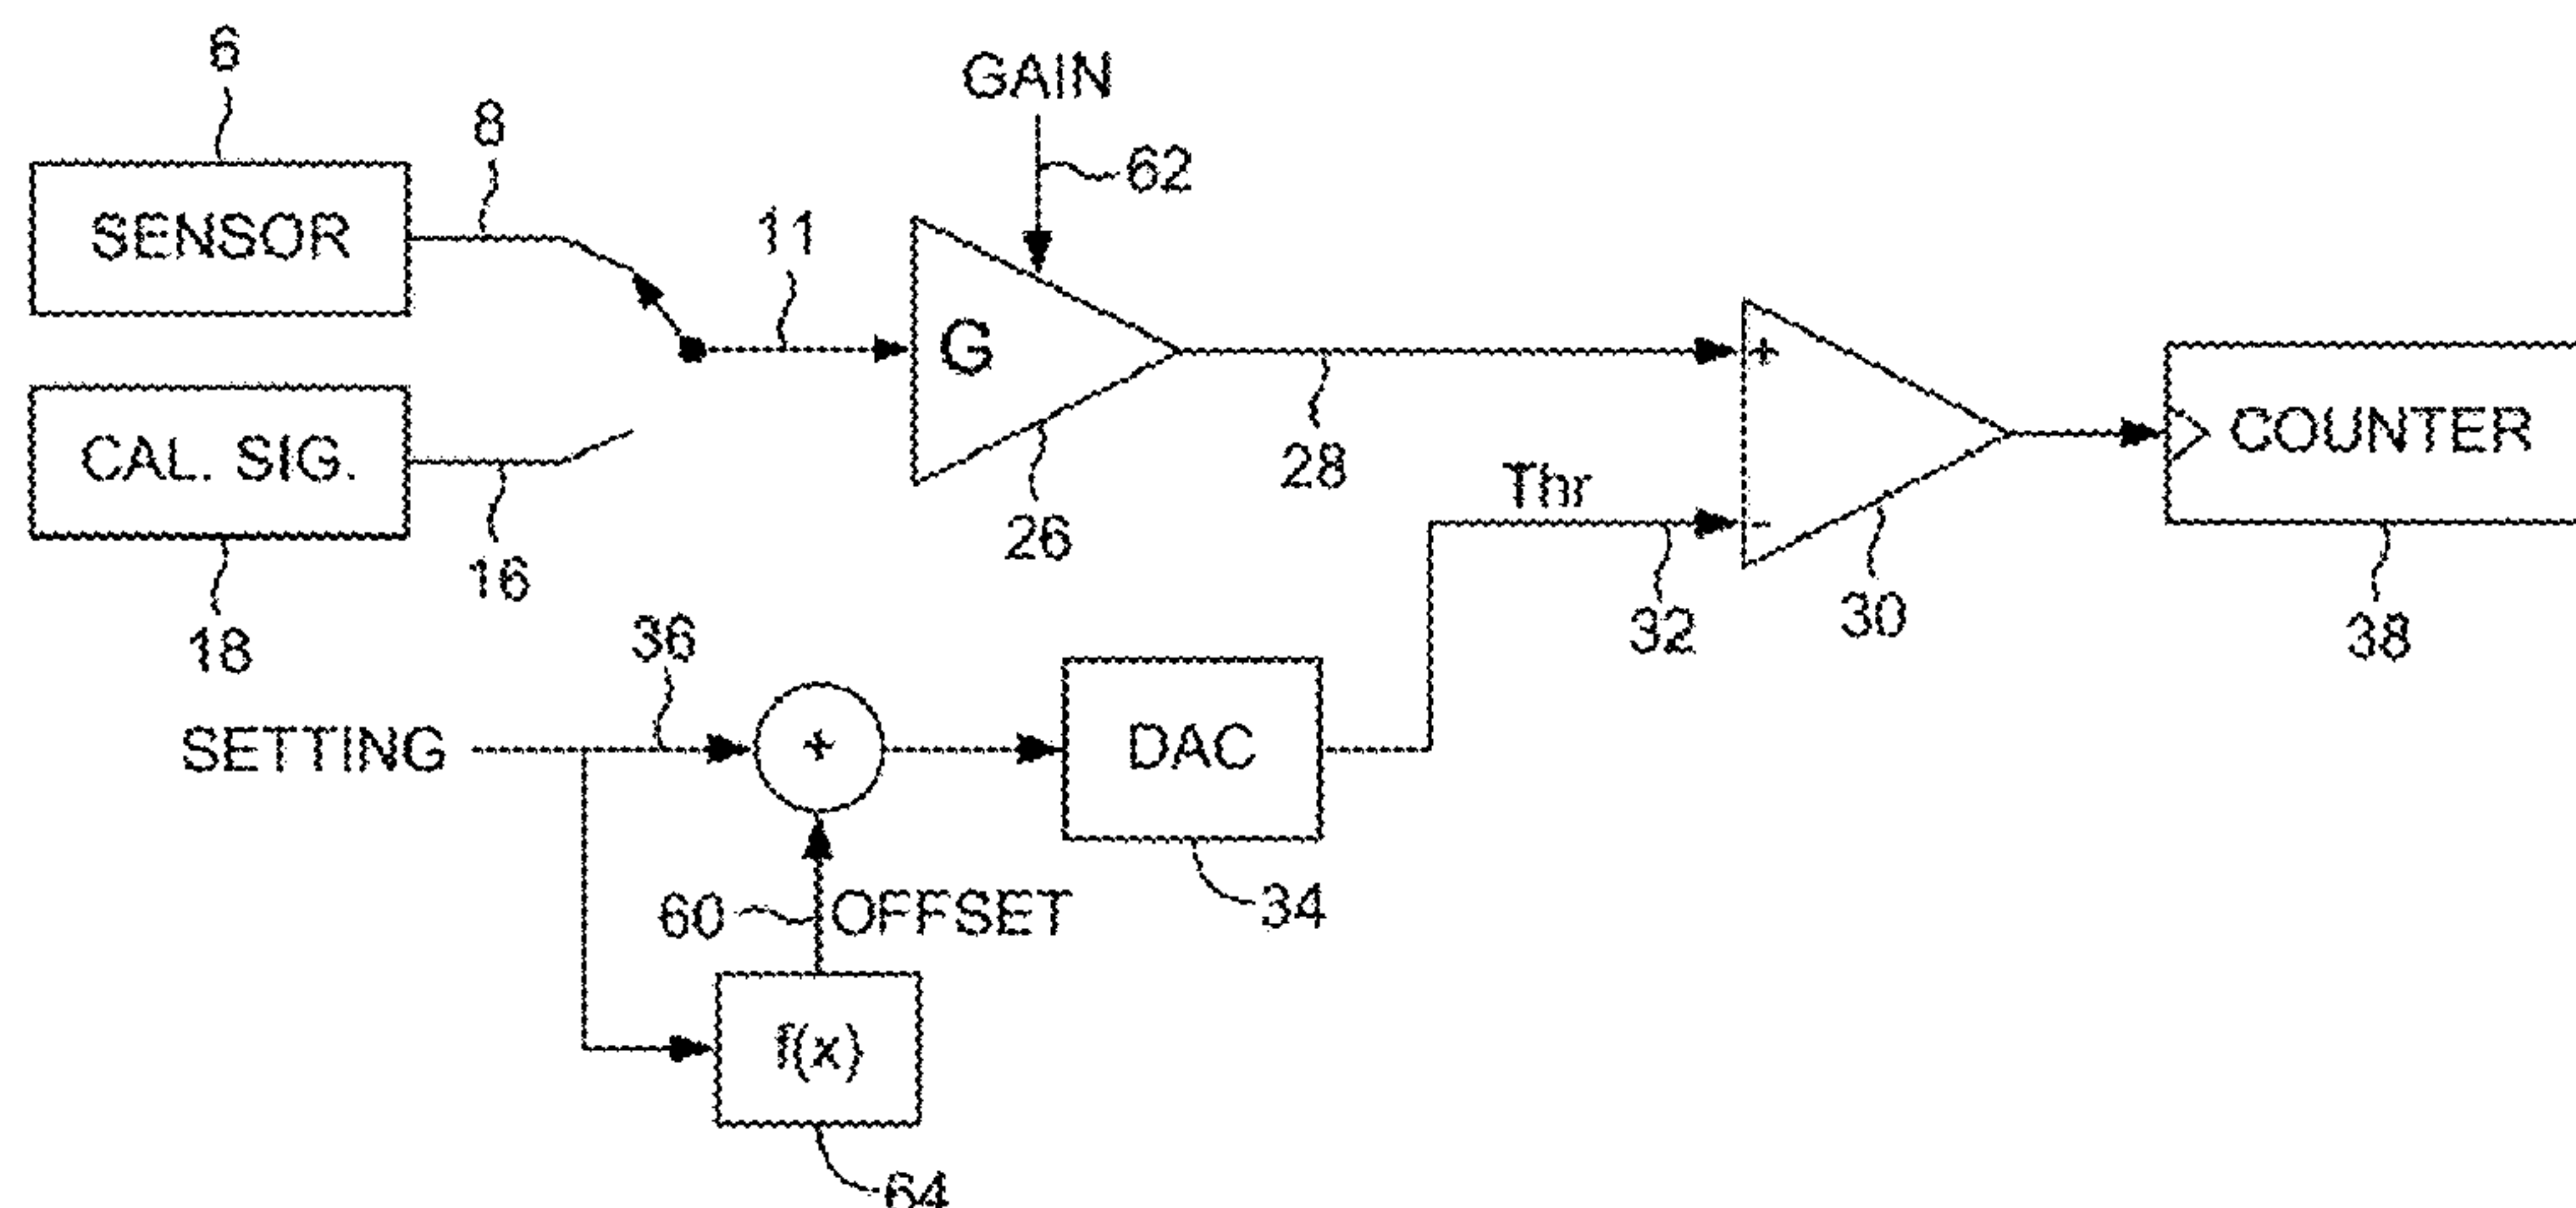 6
8
GAIN
62
SENSOR
11
G
+
CAL. SIG.
COUNTER
28
Thr
-
26
16
18
36
32
30
38
SETTING
+
DAC
60
OFFSET
34
f(x)
64